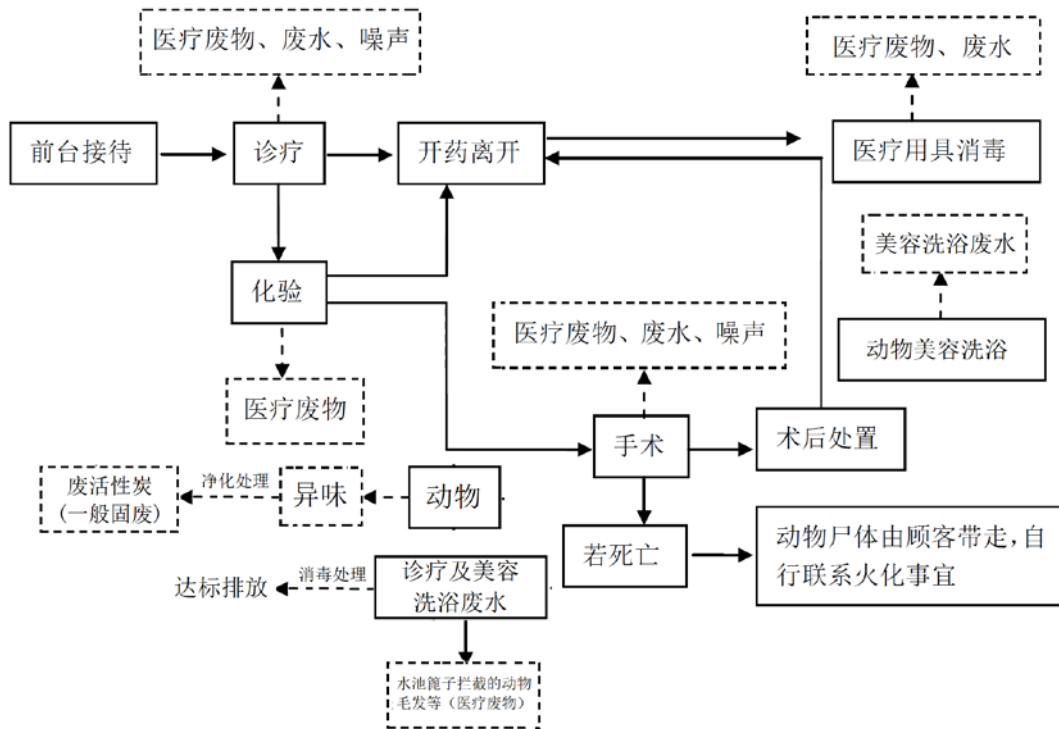 医疗废物、废水、噪声
医疗废物、废水
前台接待
诊疗
开药离开
医疗用具消毒
美容洗浴废水
化验
医疗废物、废水、噪声
动物美容洗浴
医疗废物
手术
术后处置
废活性炭
(一般固废)
净化处理
异味
动物
若死亡
动物尸体由顾客带走，自
行联系火化事宜
达标排放
消毒处理
诊疗及美容
洗浴废水
水池篦子拦截的动物
毛发等（医疗废物）